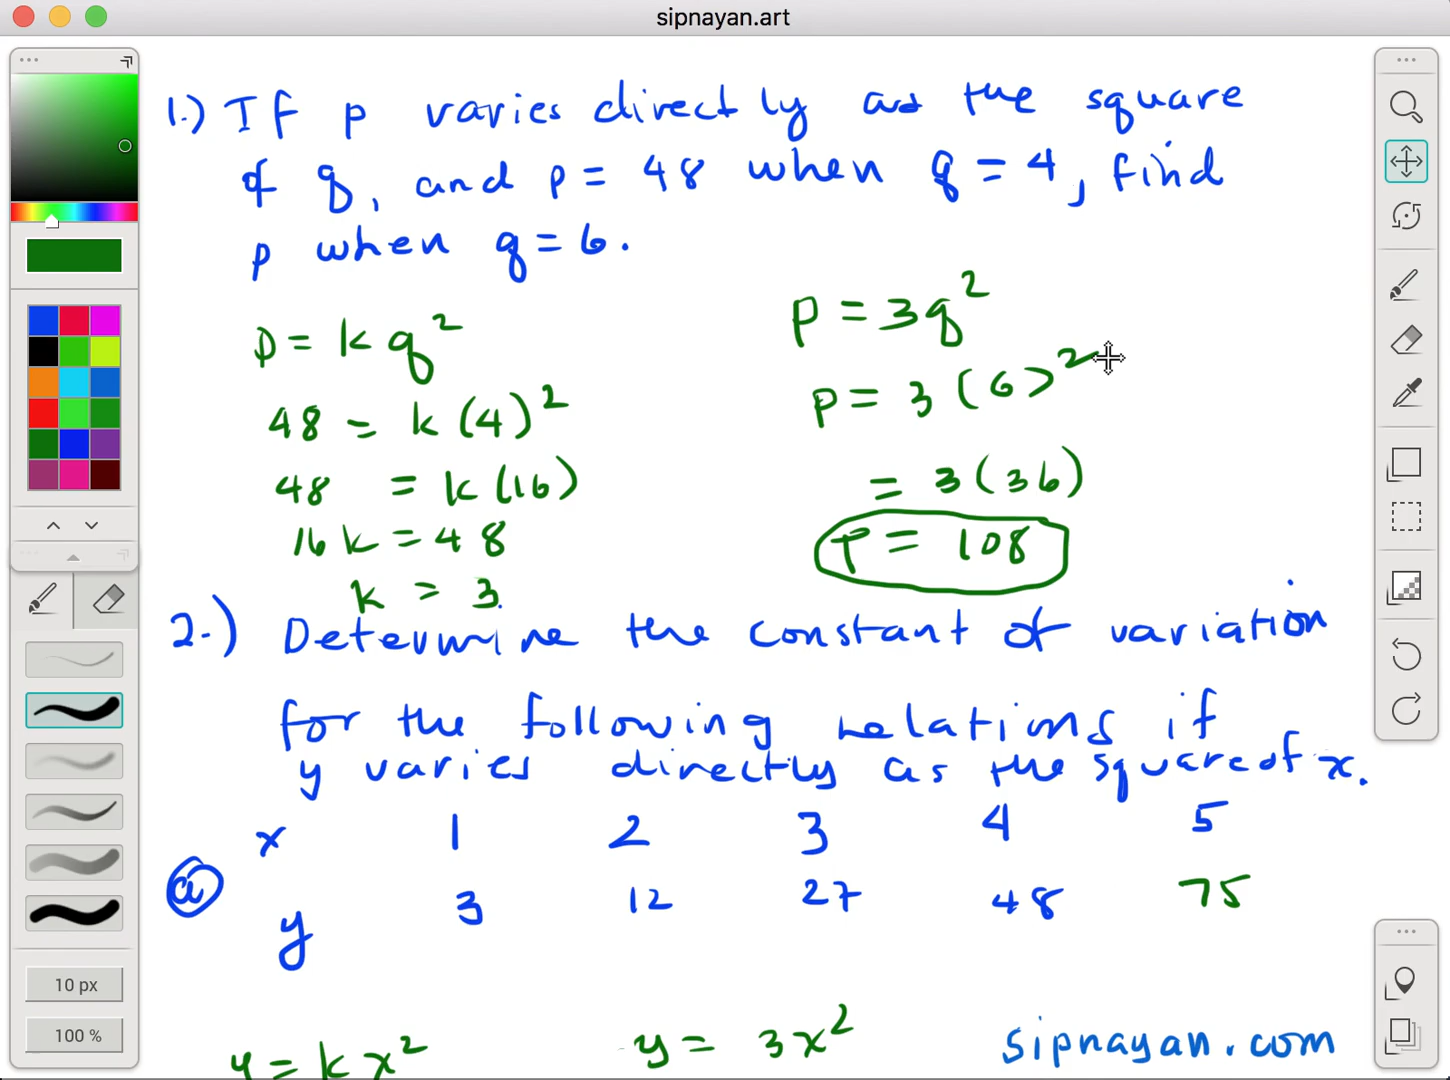 sipnayan.art
1.) If p varies directly as the square
of q, and p = 48 when q = 4, find
p when q = 6.
p = kq²
48 = k(4)²
48 = k(16)
16k = 48
k = 3
p = 3q²
p = 3(6)²
= 3(36)
P = 108
2.) Determine the constant of variation
for the following relations if
y varies directly as the square of x.
x 1 2 3 4 5
a
y 3 12 27 48 75
y = kx²
y = 3x²
sipnayan.com
10 px
100 %